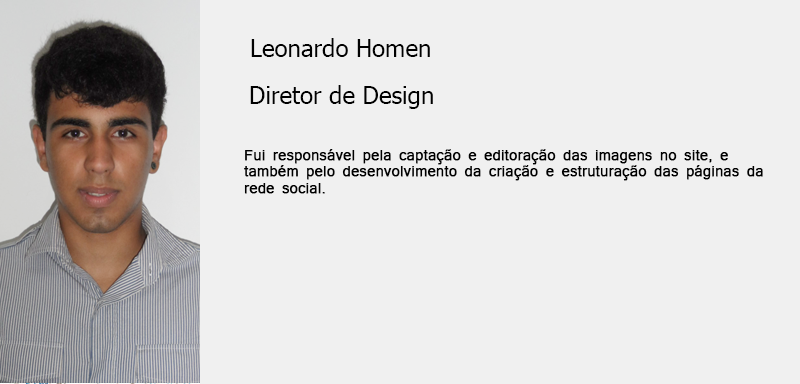 Leonardo Homen
Diretor de Design
Fui responsável pela captação e editoração das imagens no site, e
também pelo desenvolvimento da criação e estruturação das páginas da
rede social.